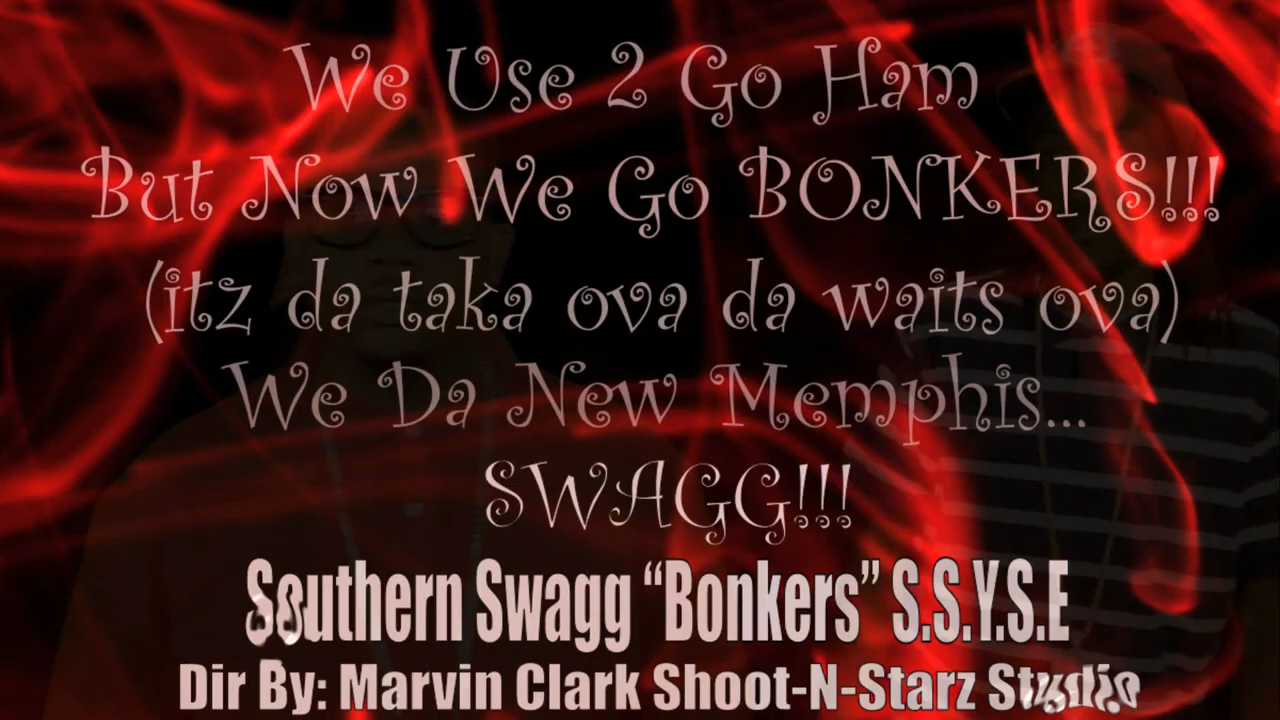 We Use 2 Go Ham
But Now We Go BONKERS!!!
(itz da taka ova da waits ova)
We Da New Memphis...
SWAGG!!!
Southern Swagg “Bonkers” S.S.Y.S.E
Dir By: Marvin Clark Shoot-N-Starz Studio